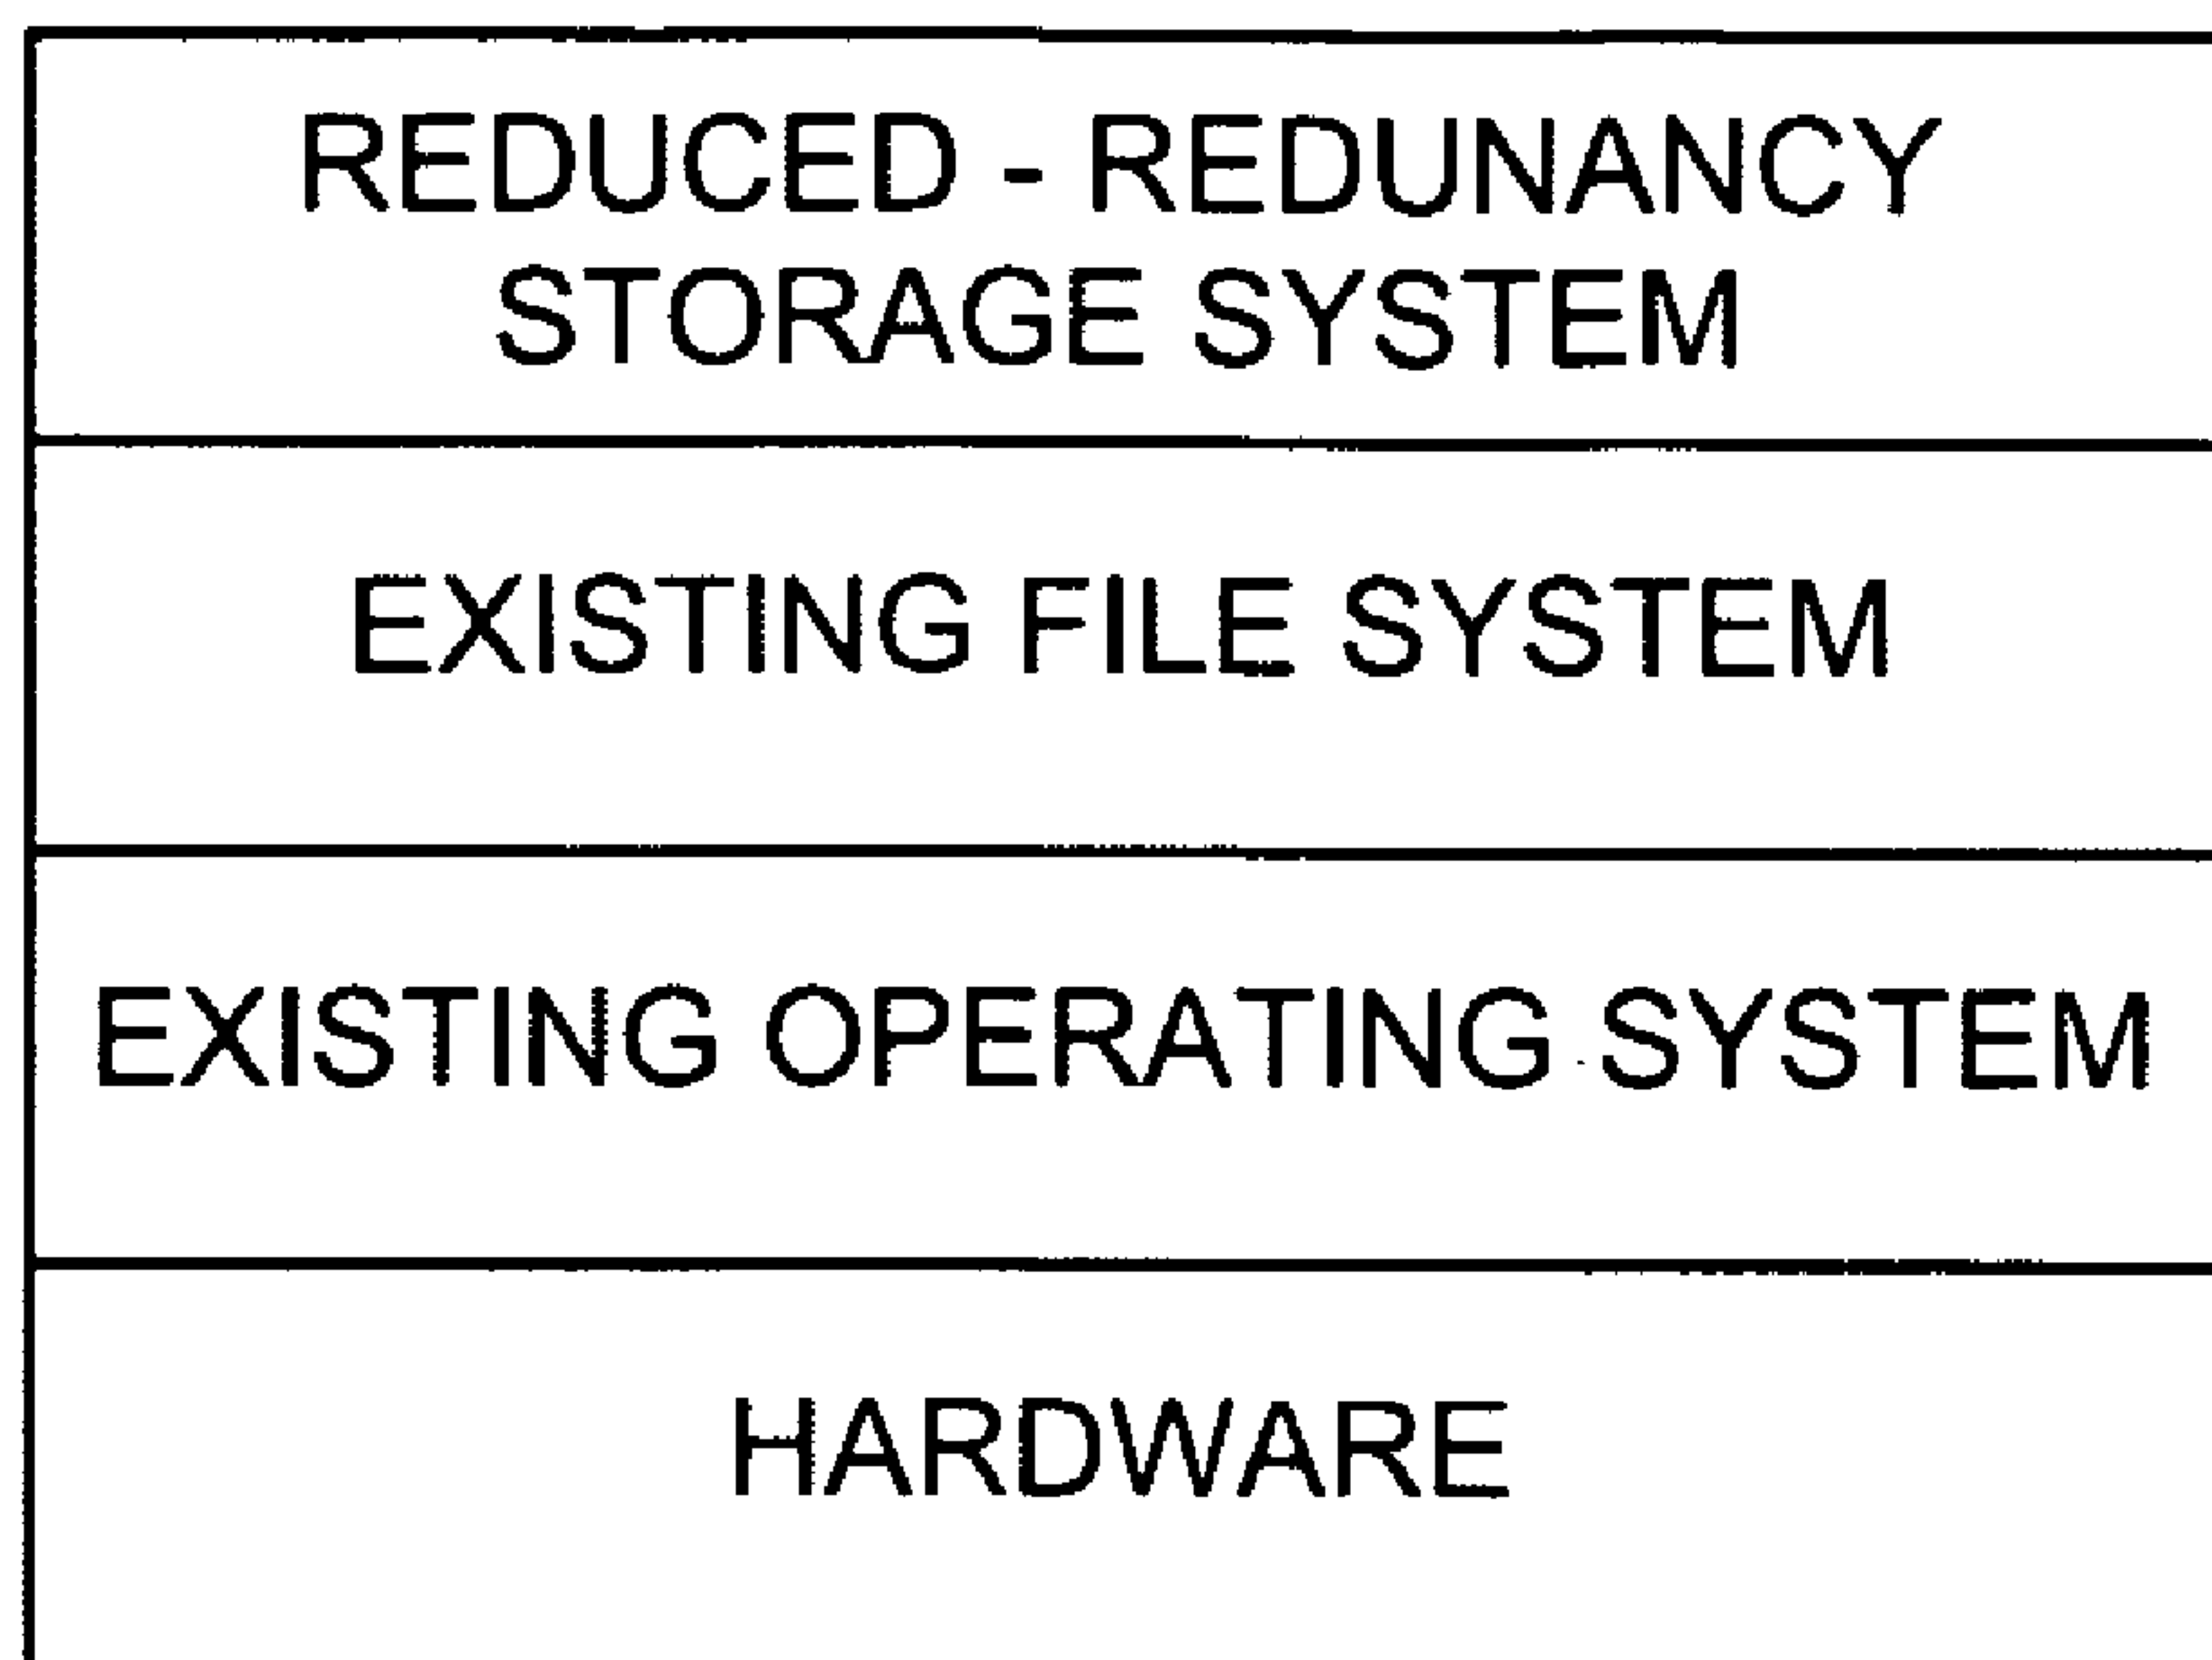 REDUCED - REDUNANCY
STORAGE SYSTEM
EXISTING FILE SYSTEM
EXISTING OPERATING SYSTEM
HARDWARE